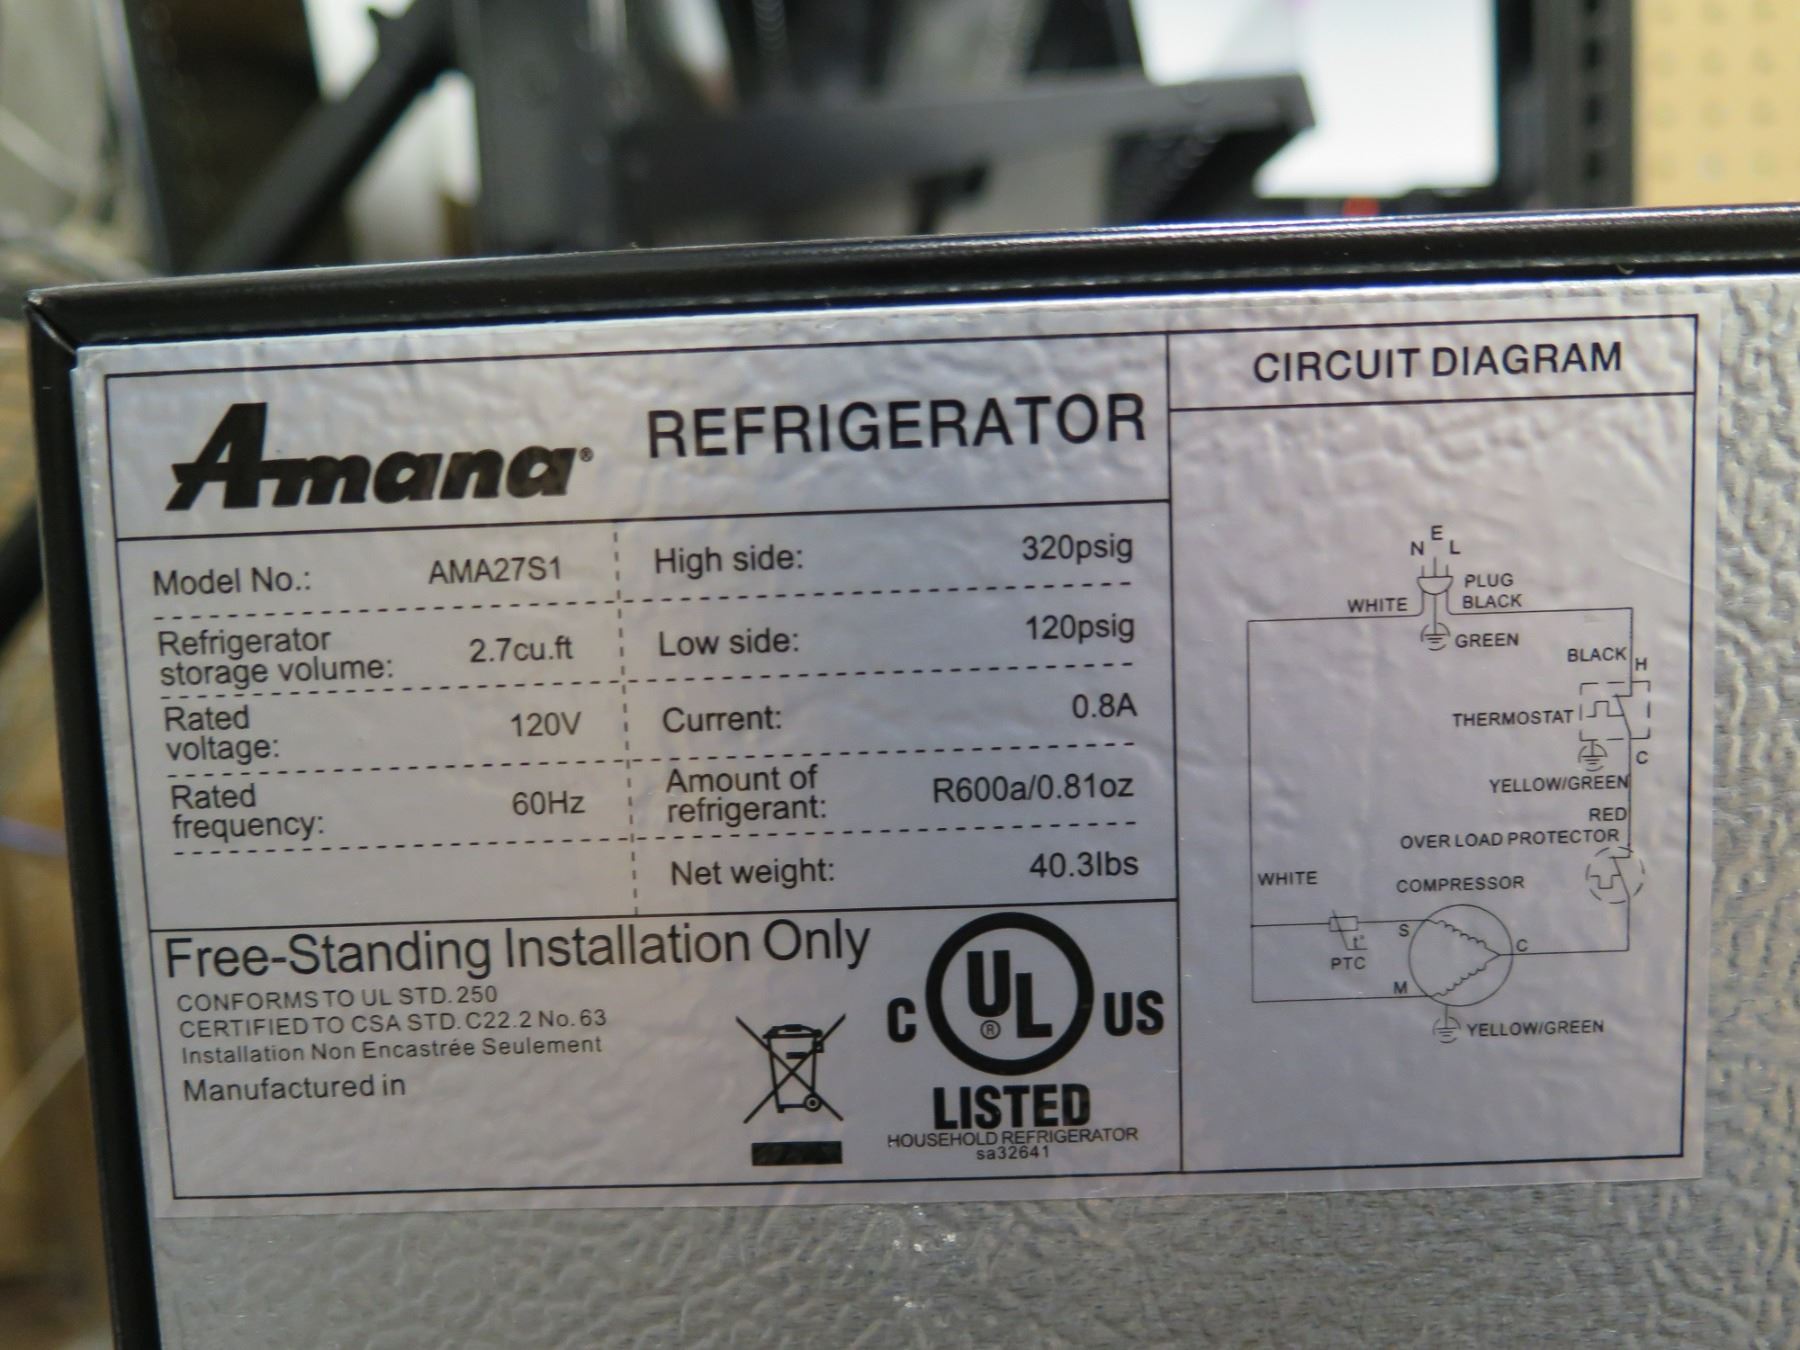 Amana® REFRIGERATOR
Model No.: AMA27S1
Refrigerator
storage volume: 2.7cu.ft
Rated
voltage: 120V
Rated
frequency: 60Hz
High side: 320psig
Low side: 120psig
Current: 0.8A
Amount of
refrigerant: R600a/0.81oz
Net weight: 40.3lbs
Free-Standing Installation Only
CONFORMS TO UL STD. 250
CERTIFIED TO CSA STD. C22.2 No. 63
Installation Non Encastrée Seulement
Manufactured in
C UL® US
LISTED
HOUSEHOLD REFRIGERATOR
sa32641
CIRCUIT DIAGRAM
N E L
PLUG
WHITE BLACK
GREEN
BLACK H
THERMOSTAT
C
YELLOW/GREEN
RED
OVER LOAD PROTECTOR
WHITE COMPRESSOR
S
t°
C
PTC
M
YELLOW/GREEN